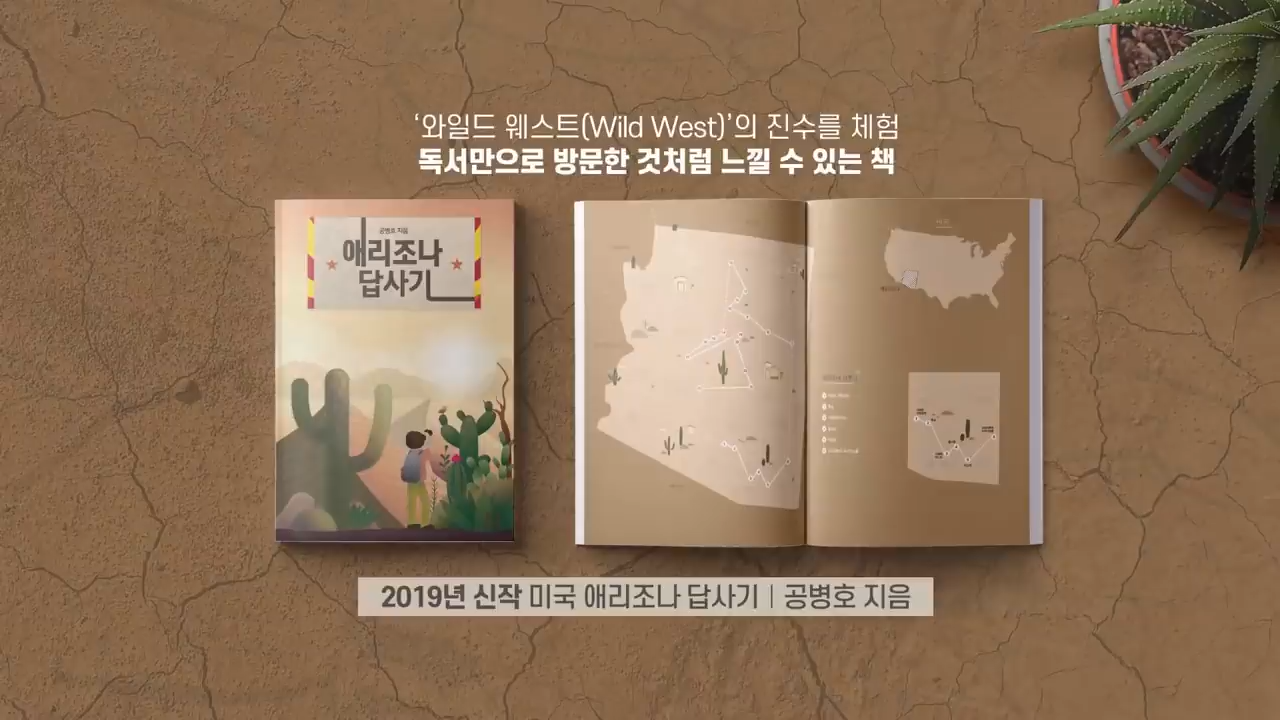 ‘와일드 웨스트(Wild West)’의 진수를 체험
독서만으로 방문한 것처럼 느낄 수 있는 책
공병호 지음
애리조나
답사기
2019년 신작 미국 애리조나 답사기 | 공병호 지음